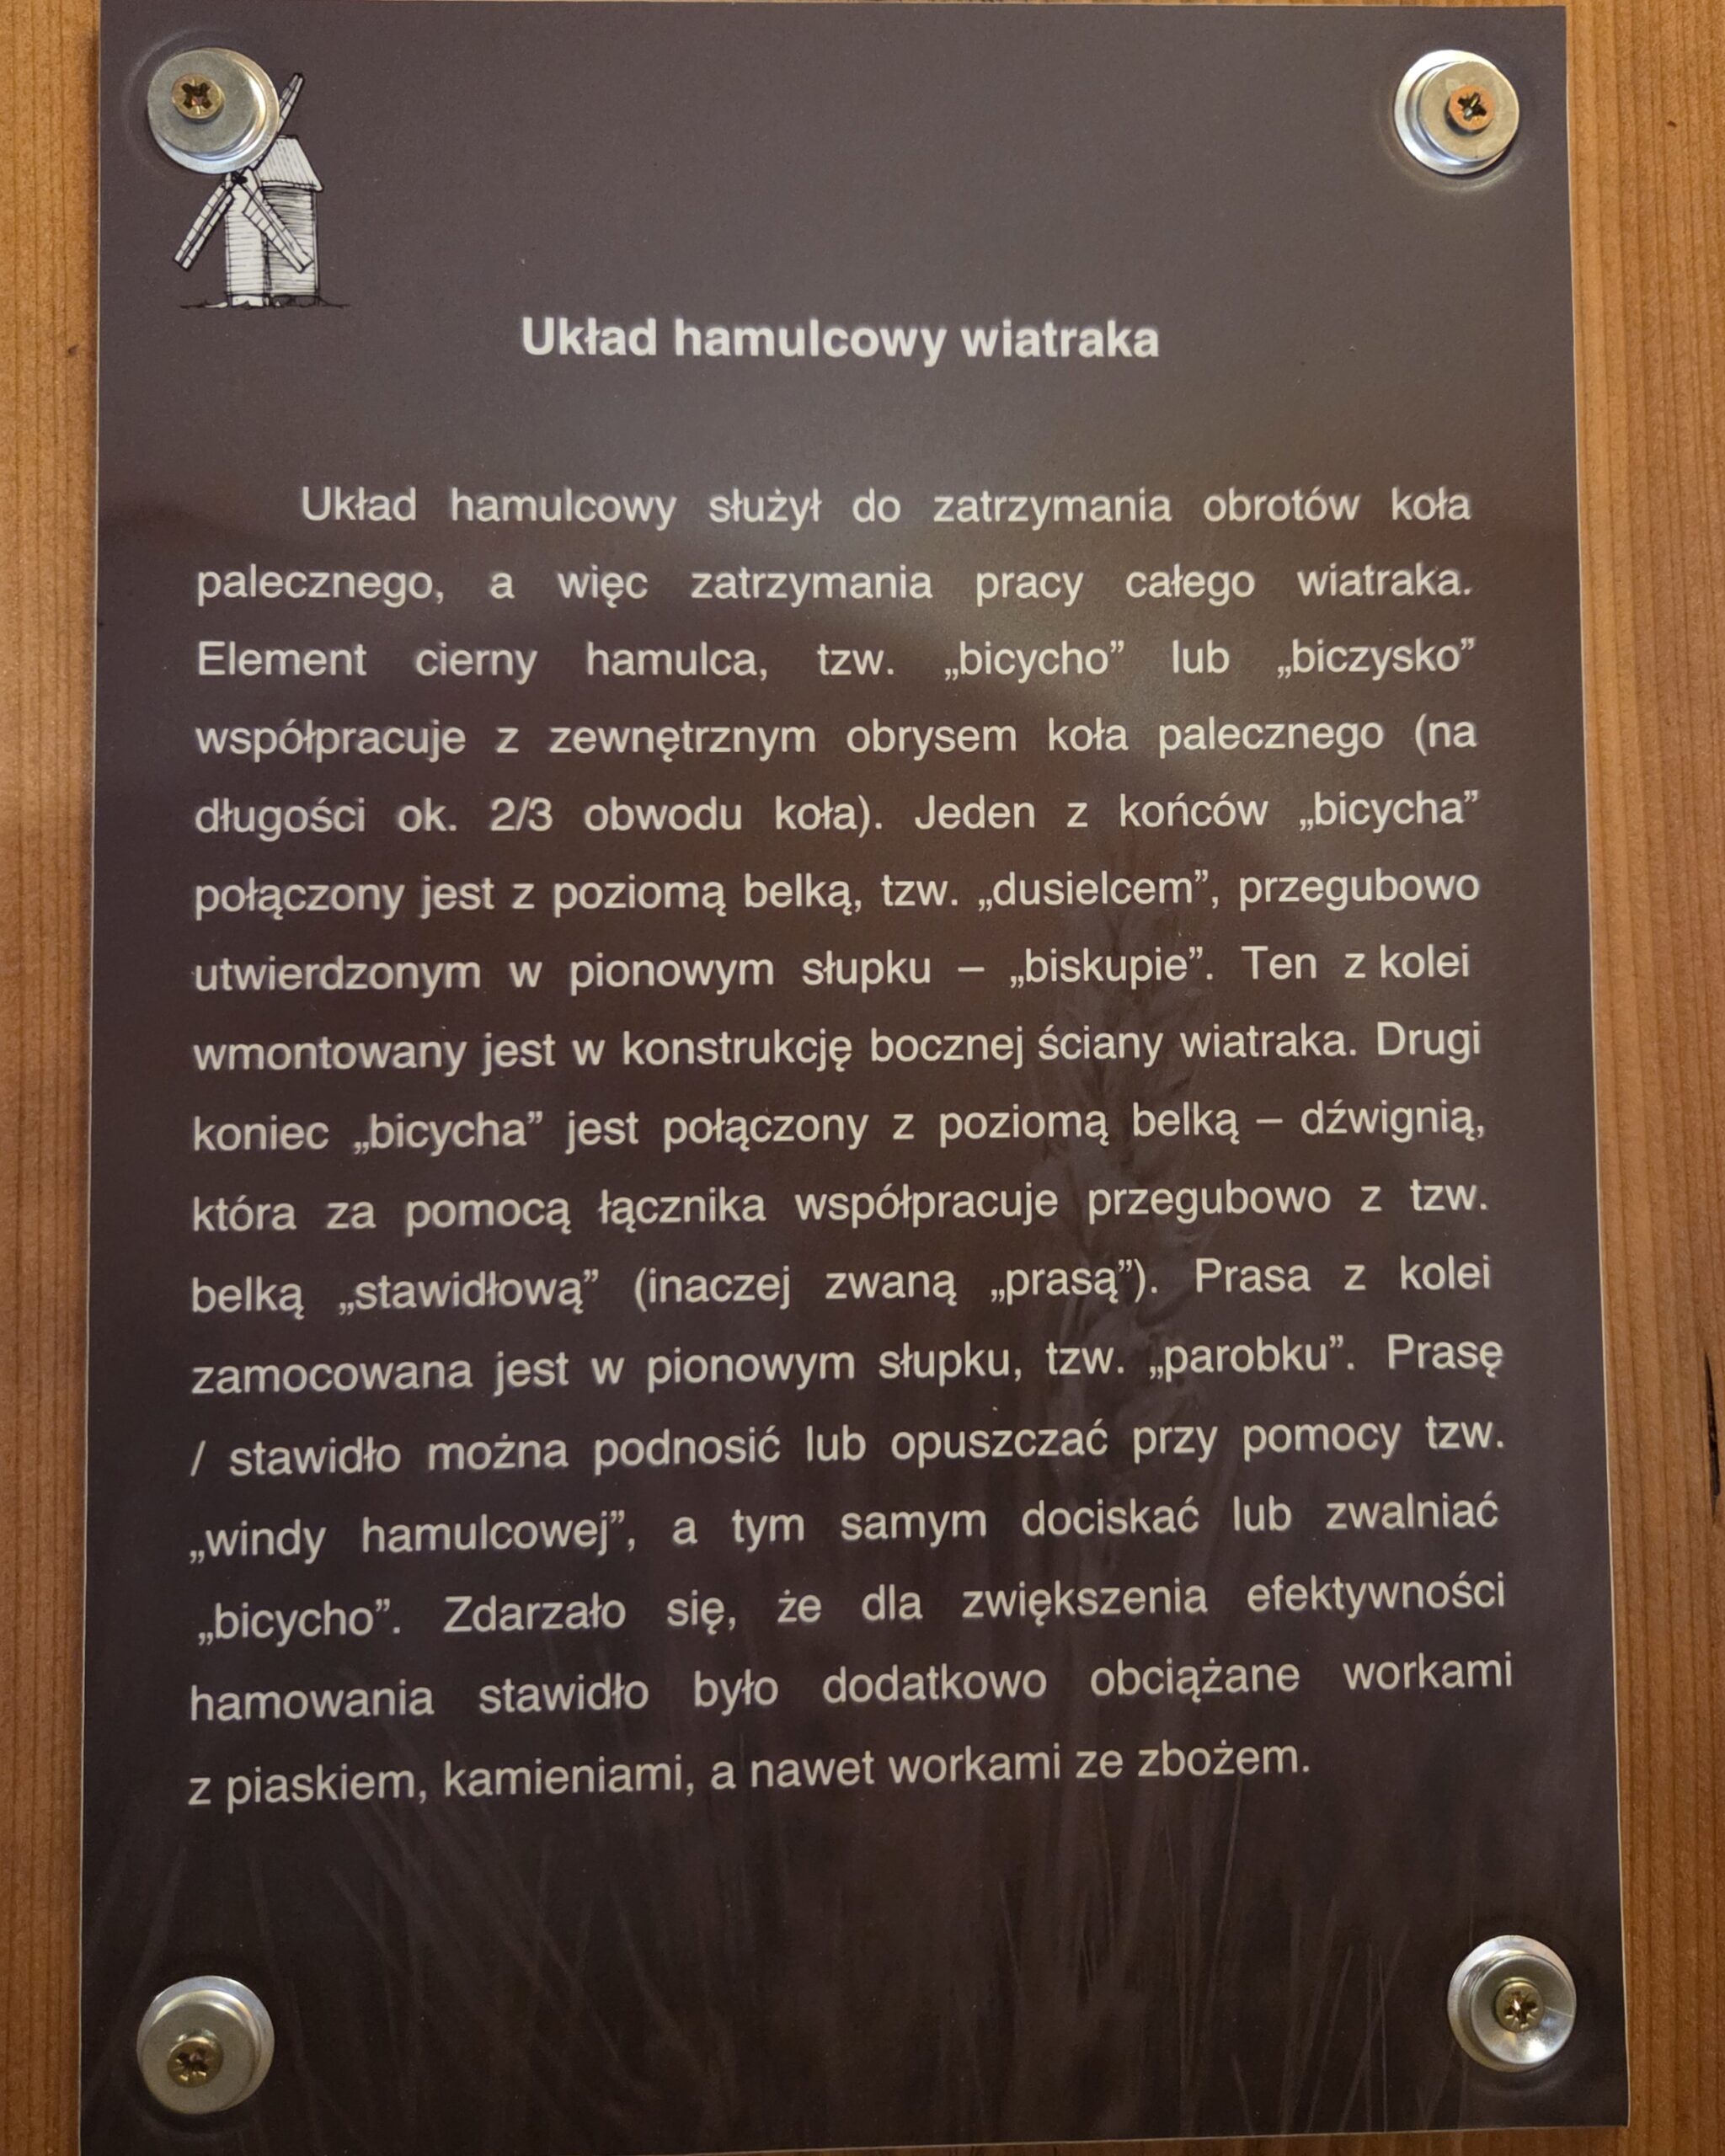 Układ hamulcowy wiatraka
Układ hamulcowy służył do zatrzymania obrotów koła
palecznego, a więc zatrzymania pracy całego wiatraka.
Element cierny hamulca, tzw. „bicycho” lub „biczysko”
współpracuje z zewnętrznym obrysem koła palecznego (na
długości ok. 2/3 obwodu koła). Jeden z końców „bicycha”
połączony jest z poziomą belką, tzw. „dusielcem”, przegubowo
utwierdzonym w pionowym słupku – „biskupie”. Ten z kolei
wmontowany jest w konstrukcję bocznej ściany wiatraka. Drugi
koniec „bicycha” jest połączony z poziomą belką – dźwignią,
która za pomocą łącznika współpracuje przegubowo z tzw.
belką „stawidłową” (inaczej zwaną „prasą”). Prasa z kolei
zamocowana jest w pionowym słupku, tzw. „parobku”. Prasę
/ stawidło można podnosić lub opuszczać przy pomocy tzw.
„windy hamulcowej”, a tym samym dociskać lub zwalniać
„bicycho”. Zdarzało się, że dla zwiększenia efektywności
hamowania stawidło było dodatkowo obciążane workami
z piaskiem, kamieniami, a nawet workami ze zbożem.